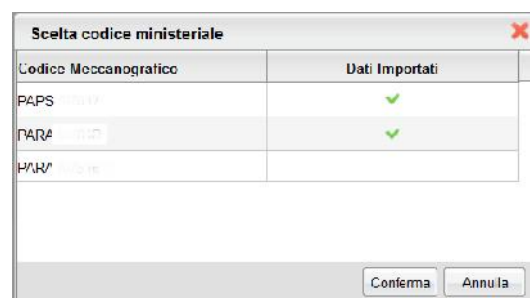 Scelta codice ministeriale
Codice Meccanografico Dati Importati
PAPS
PARA
PARA
Conferma Annulla